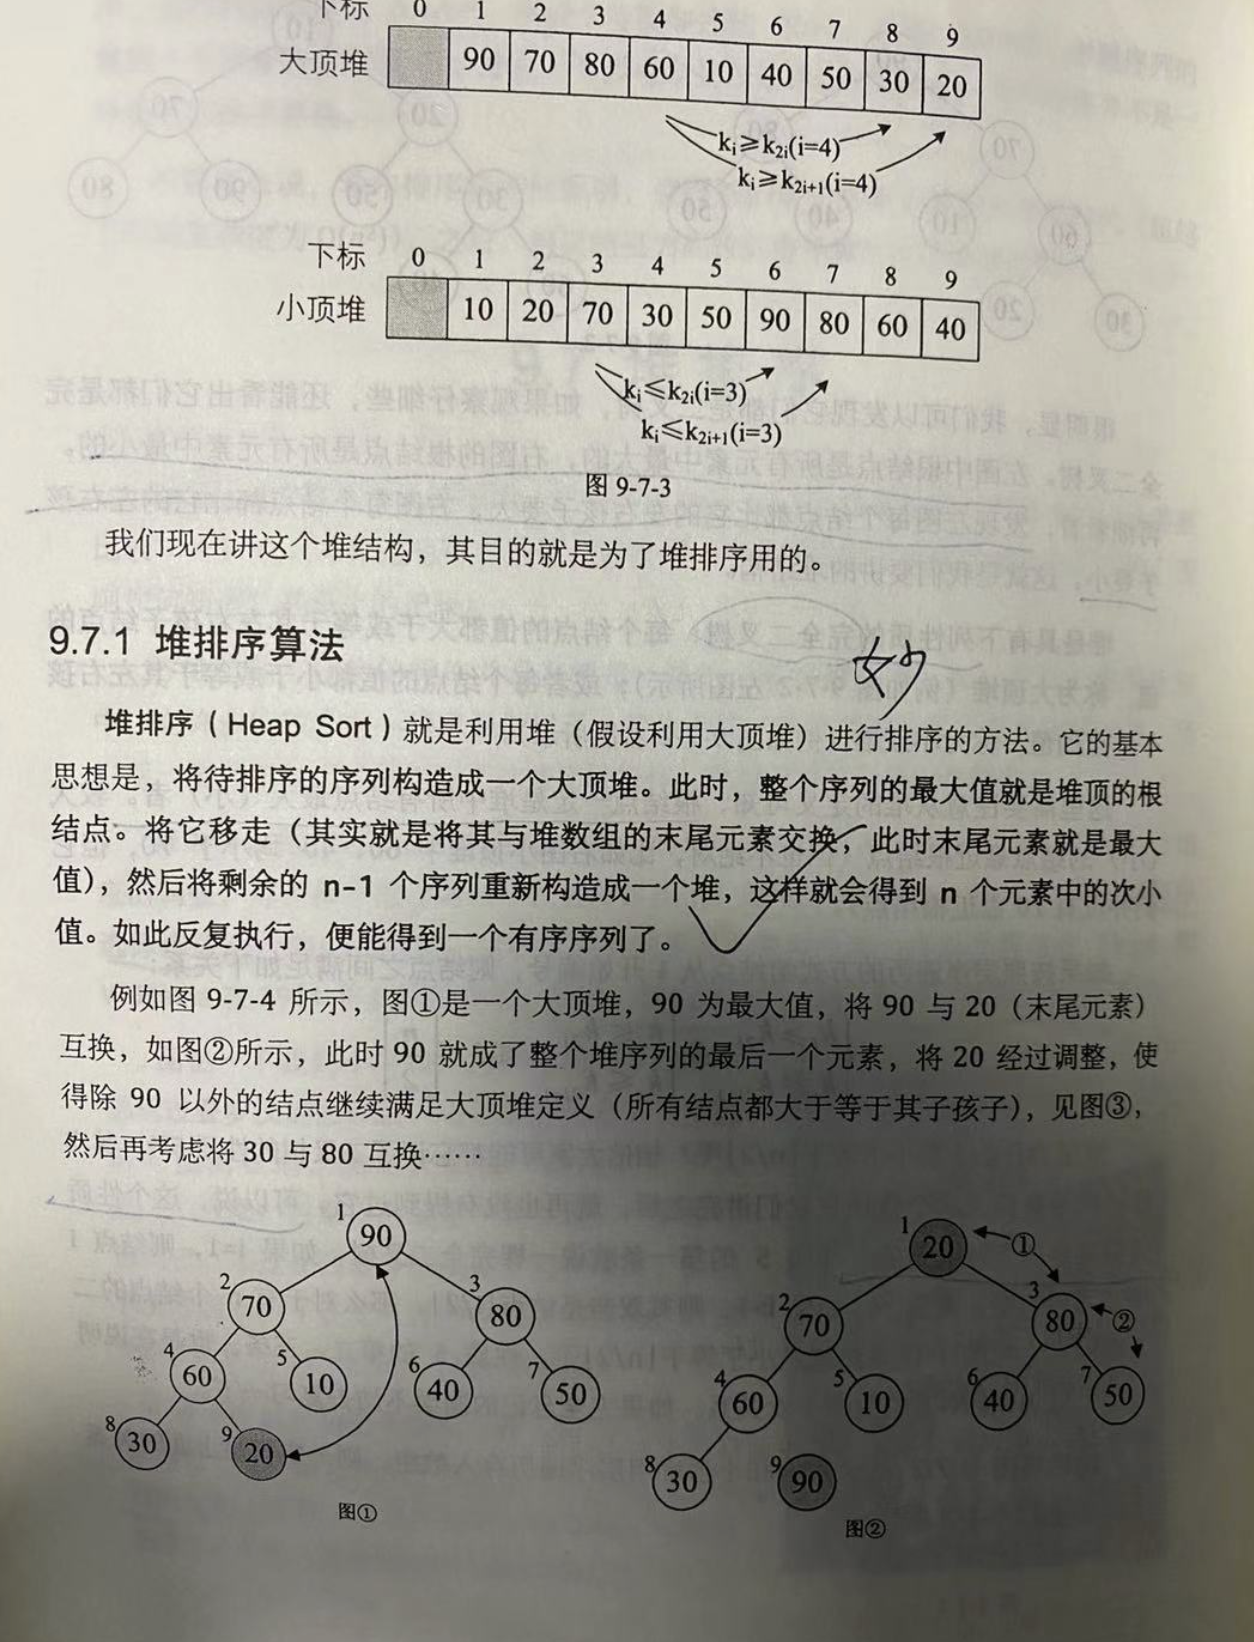 下标 0 1 2 3 4 5 6 7 8 9
大顶堆 90 70 80 60 10 40 50 30 20
k_i≥k_{2i}(i=4)
k_i≥k_{2i+1}(i=4)
下标 0 1 2 3 4 5 6 7 8 9
小顶堆 10 20 70 30 50 90 80 60 40
k_i≤k_{2i}(i=3)
k_i≤k_{2i+1}(i=3)
图 9-7-3
我们现在讲这个堆结构，其目的就是为了堆排序用的。
9.7.1 堆排序算法
妙
堆排序（Heap Sort）就是利用堆（假设利用大顶堆）进行排序的方法。它的基本
思想是，将待排序的序列构造成一个大顶堆。此时，整个序列的最大值就是堆顶的根
结点。将它移走（其实就是将其与堆数组的末尾元素交换，此时末尾元素就是最大
值），然后将剩余的 n-1 个序列重新构造成一个堆，这样就会得到 n 个元素中的次小
值。如此反复执行，便能得到一个有序序列了。
例如图 9-7-4 所示，图①是一个大顶堆，90 为最大值，将 90 与 20（末尾元素）
互换，如图②所示，此时 90 就成了整个堆序列的最后一个元素，将 20 经过调整，使
得除 90 以外的结点继续满足大顶堆定义（所有结点都大于等于其子孩子），见图③，
然后再考虑将 30 与 80 互换……
1 90
2 70 3 80
4 60 5 10 6 40 7 50
8 30 9 20
图①
1 20 ①
2 70 3 80 ②
4 60 5 10 6 40 7 50
8 30 9 90
图②